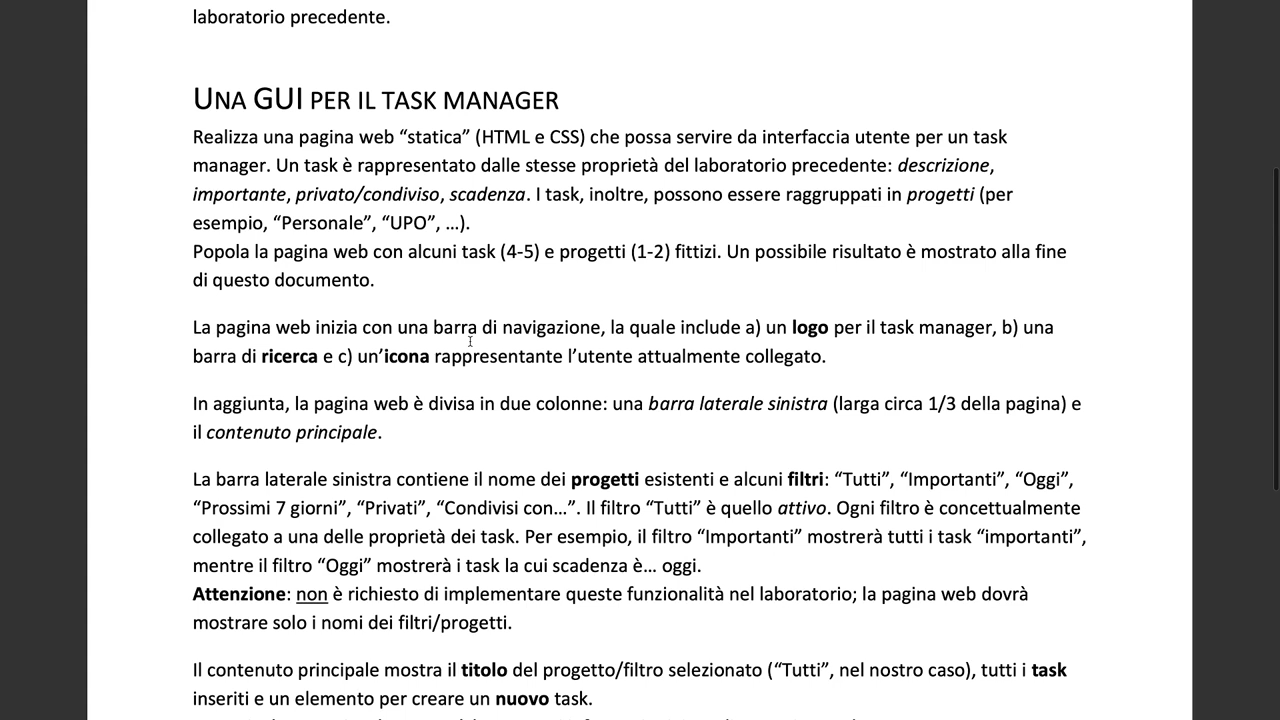 laboratorio precedente.
UNA GUI PER IL TASK MANAGER
Realizza una pagina web “statica” (HTML e CSS) che possa servire da interfaccia utente per un task
manager. Un task è rappresentato dalle stesse proprietà del laboratorio precedente: descrizione,
importante, privato/condiviso, scadenza. I task, inoltre, possono essere raggruppati in progetti (per
esempio, “Personale”, “UPO”, …).
Popola la pagina web con alcuni task (4-5) e progetti (1-2) fittizi. Un possibile risultato è mostrato alla fine
di questo documento.
La pagina web inizia con una barra di navigazione, la quale include a) un logo per il task manager, b) una
barra di ricerca e c) un’icona rappresentante l’utente attualmente collegato.
In aggiunta, la pagina web è divisa in due colonne: una barra laterale sinistra (larga circa 1/3 della pagina) e
il contenuto principale.
La barra laterale sinistra contiene il nome dei progetti esistenti e alcuni filtri: “Tutti”, “Importanti”, “Oggi”,
“Prossimi 7 giorni”, “Privati”, “Condivisi con…”. Il filtro “Tutti” è quello attivo. Ogni filtro è concettualmente
collegato a una delle proprietà dei task. Per esempio, il filtro “Importanti” mostrerà tutti i task “importanti”,
mentre il filtro “Oggi” mostrerà i task la cui scadenza è… oggi.
Attenzione: non è richiesto di implementare queste funzionalità nel laboratorio; la pagina web dovrà
mostrare solo i nomi dei filtri/progetti.
Il contenuto principale mostra il titolo del progetto/filtro selezionato (“Tutti”, nel nostro caso), tutti i task
inseriti e un elemento per creare un nuovo task.